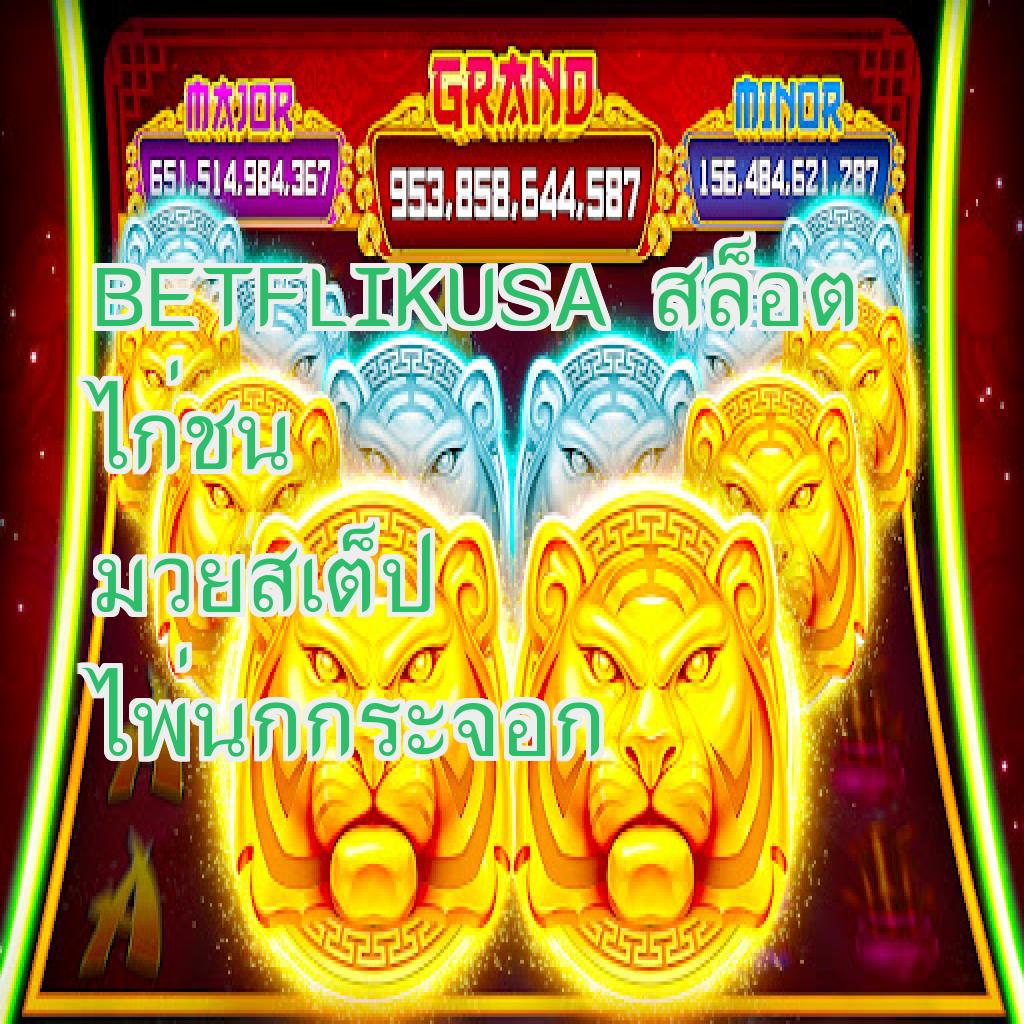 MAJOR GRAND MINOR
651,514,984,367 953,858,644,587 156,484,621,287
BETFLIKUSA สล็อต
ไก่ชน
มวยสเต็ป
ไพ่นกกระจอก
A
A